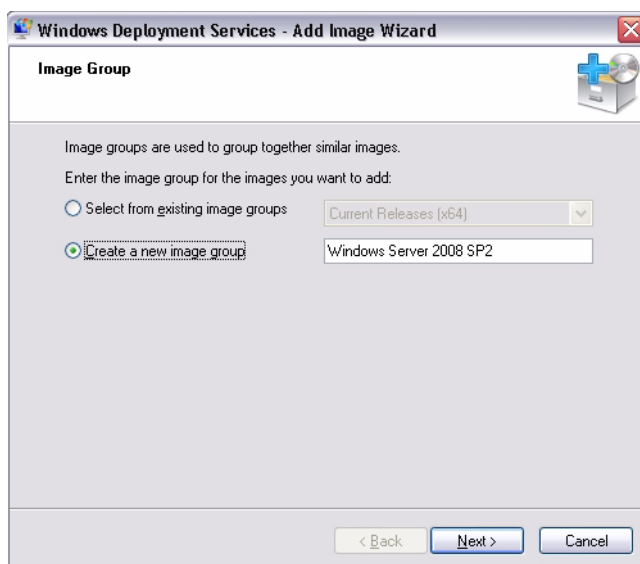 Windows Deployment Services - Add Image Wizard
Image Group
Image groups are used to group together similar images.
Enter the image group for the images you want to add:
Select from existing image groups Current Releases (x64)
Create a new image group Windows Server 2008 SP2
< Back Next > Cancel